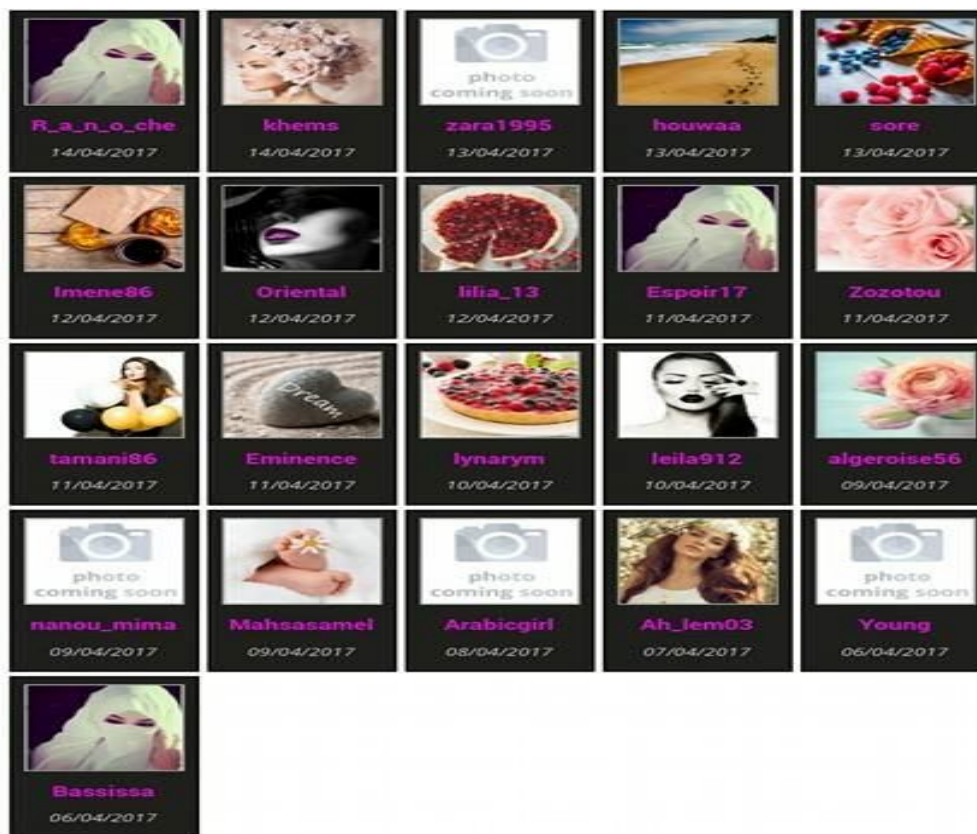 R_a_n_o_che
14/04/2017
khems
14/04/2017
photo
coming soon
zara1995
13/04/2017
houwaa
13/04/2017
sore
13/04/2017
Imene86
12/04/2017
Oriental
12/04/2017
lilia_13
12/04/2017
Espoir17
11/04/2017
Zozotou
11/04/2017
tamani86
11/04/2017
Dream
Eminence
11/04/2017
lynarym
10/04/2017
leila912
10/04/2017
algeroise56
09/04/2017
photo
coming soon
nanou_mima
09/04/2017
Mahsasamel
09/04/2017
photo
coming soon
Arabicgirl
08/04/2017
Ah_lem03
07/04/2017
photo
coming soon
Young
06/04/2017
Bassissa
06/04/2017